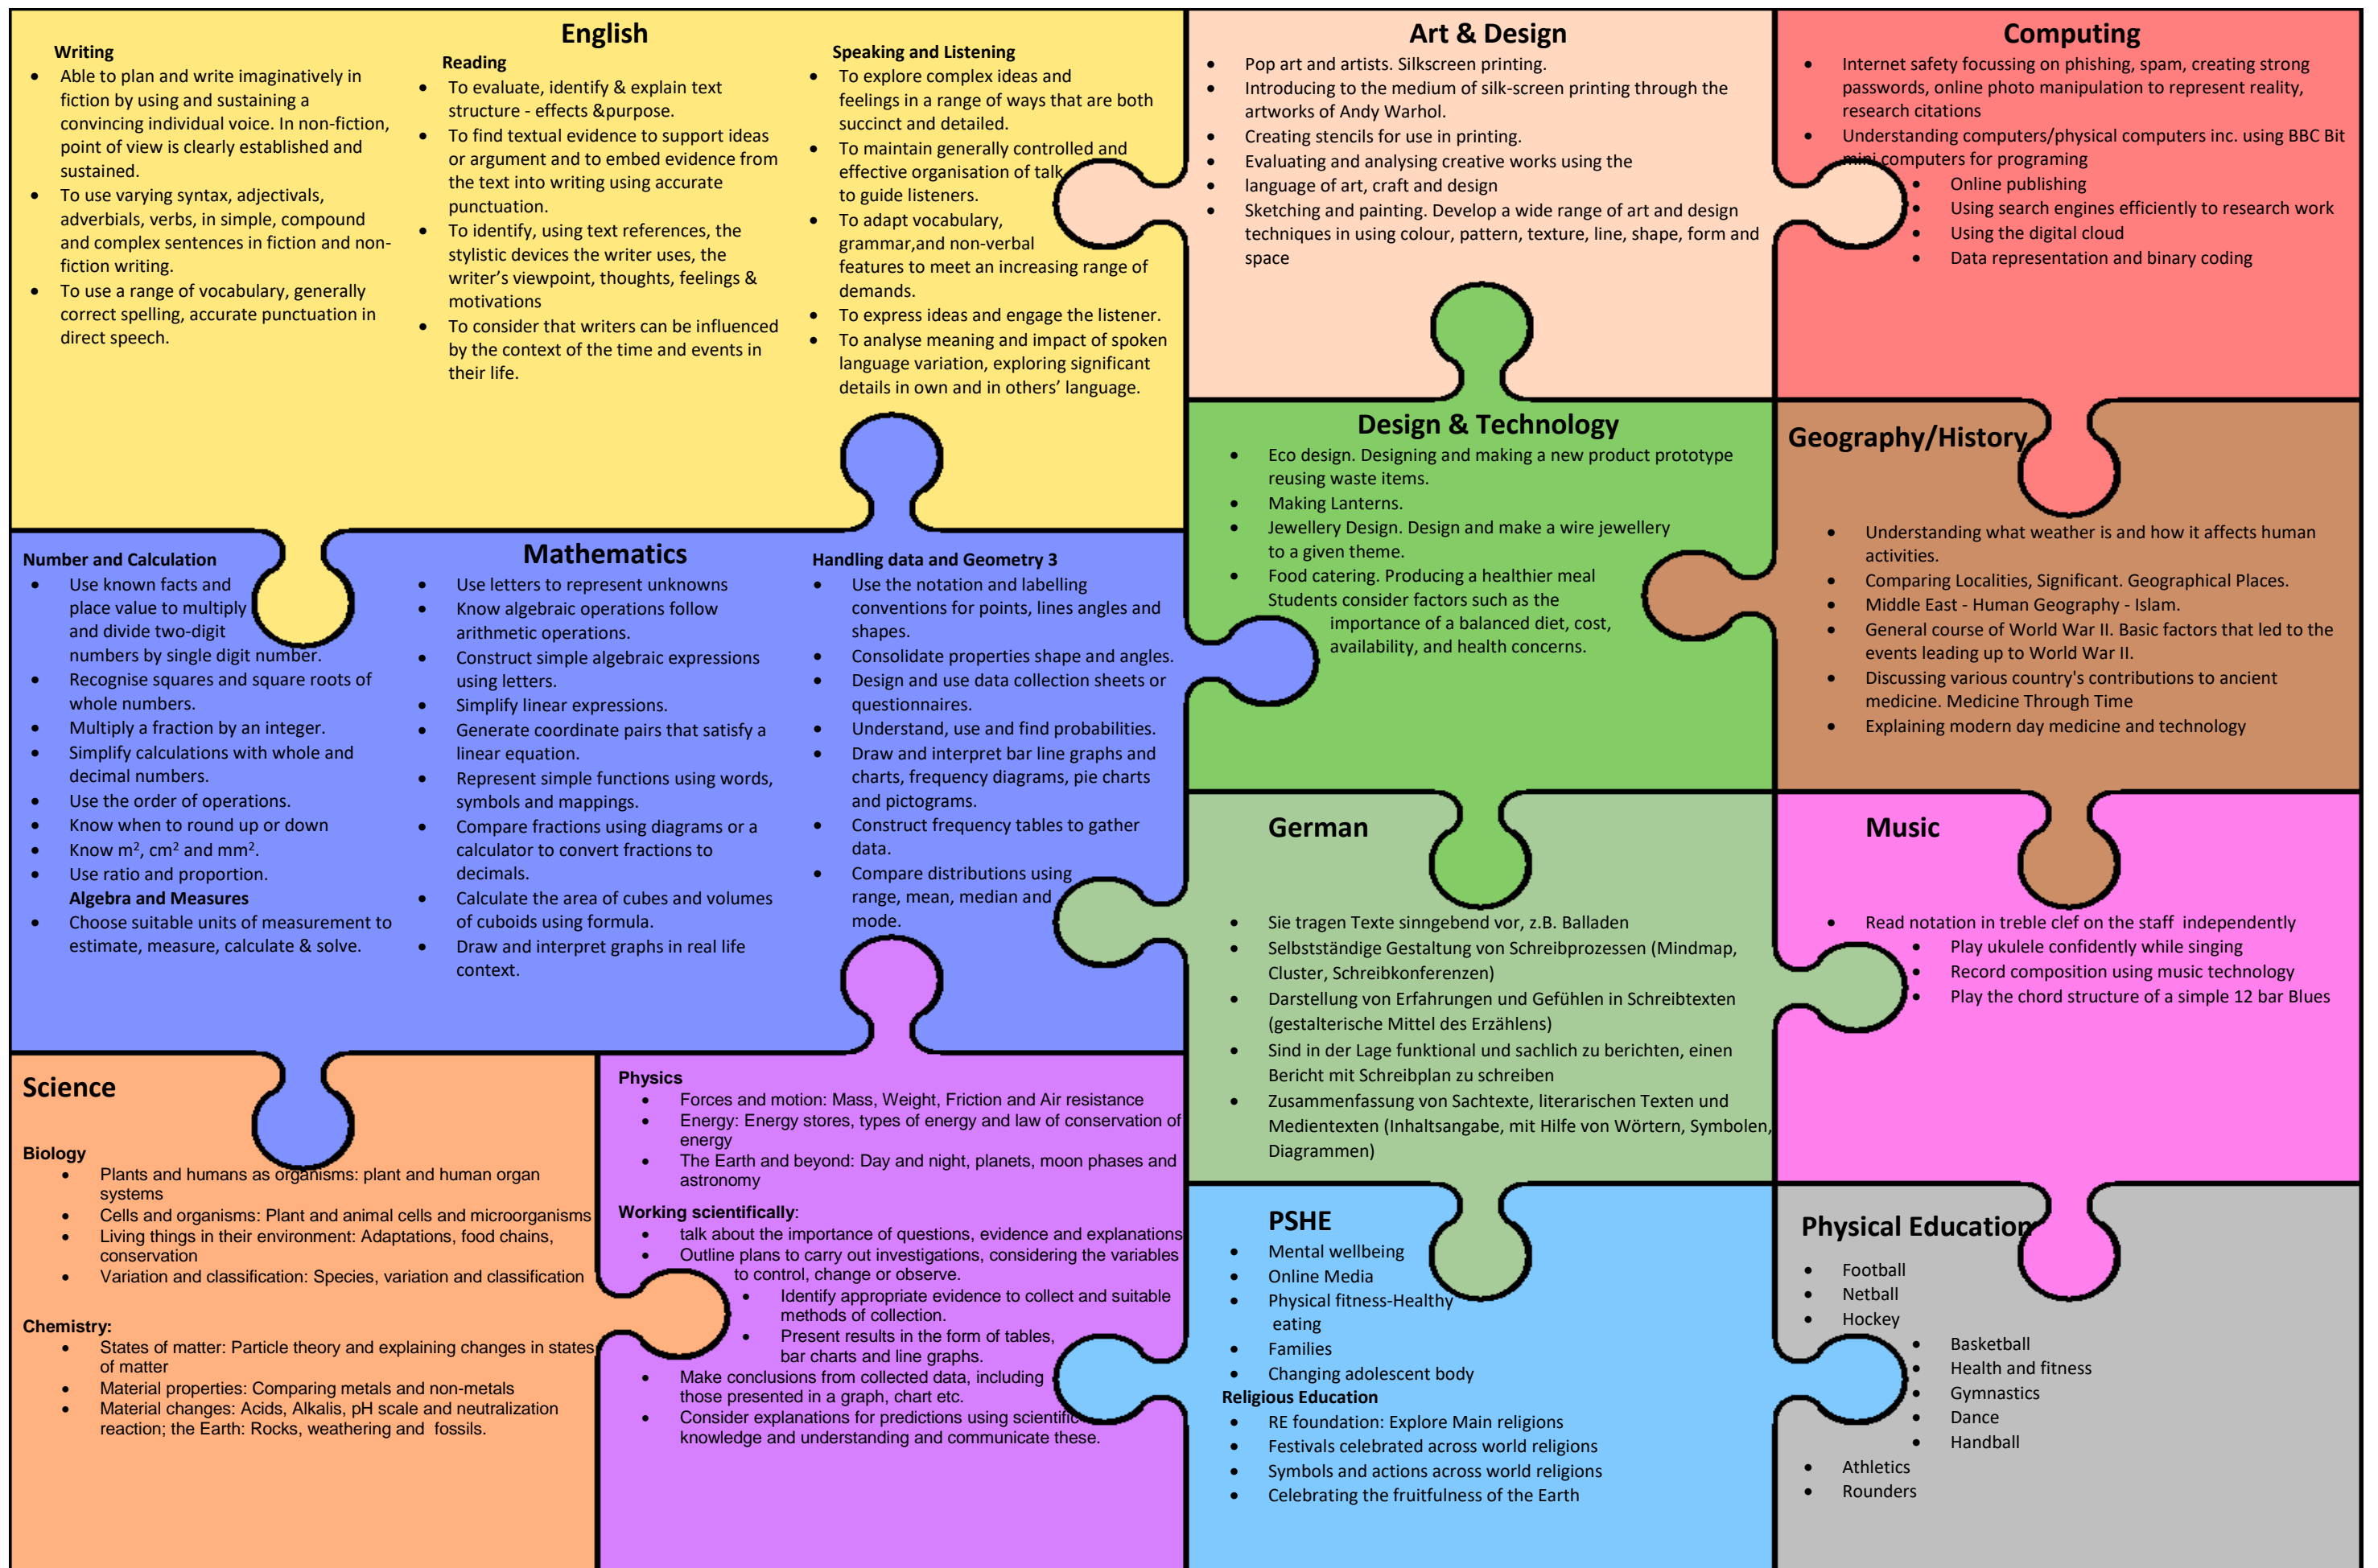 English
Writing
• Able to plan and write imaginatively in
fiction by using and sustaining a
convincing individual voice. In non-fiction,
point of view is clearly established and
sustained.
• To use varying syntax, adjectivals,
adverbials, verbs, in simple, compound
and complex sentences in fiction and non-
fiction writing.
• To use a range of vocabulary, generally
correct spelling, accurate punctuation in
direct speech.
Reading
• To evaluate, identify & explain text
structure - effects &purpose.
• To find textual evidence to support ideas
or argument and to embed evidence from
the text into writing using accurate
punctuation.
• To identify, using text references, the
stylistic devices the writer uses, the
writer’s viewpoint, thoughts, feelings &
motivations
• To consider that writers can be influenced
by the context of the time and events in
their life.
Speaking and Listening
• To explore complex ideas and
feelings in a range of ways that are both
succinct and detailed.
• To maintain generally controlled and
effective organisation of talk
to guide listeners.
• To adapt vocabulary,
grammar,and non-verbal
features to meet an increasing range of
demands.
• To express ideas and engage the listener.
• To analyse meaning and impact of spoken
language variation, exploring significant
details in own and in others’ language.
Art & Design
• Pop art and artists. Silkscreen printing.
• Introducing to the medium of silk-screen printing through the
artworks of Andy Warhol.
• Creating stencils for use in printing.
• Evaluating and analysing creative works using the
• language of art, craft and design
• Sketching and painting. Develop a wide range of art and design
techniques in using colour, pattern, texture, line, shape, form and
space
Computing
• Internet safety focussing on phishing, spam, creating strong
passwords, online photo manipulation to represent reality,
research citations
• Understanding computers/physical computers inc. using BBC Bit
mini computers for programing
• Online publishing
• Using search engines efficiently to research work
• Using the digital cloud
• Data representation and binary coding
Design & Technology
• Eco design. Designing and making a new product prototype
reusing waste items.
• Making Lanterns.
• Jewellery Design. Design and make a wire jewellery
to a given theme.
• Food catering. Producing a healthier meal
Students consider factors such as the
importance of a balanced diet, cost,
availability, and health concerns.
Geography/History
• Understanding what weather is and how it affects human
activities.
• Comparing Localities, Significant. Geographical Places.
• Middle East - Human Geography - Islam.
• General course of World War II. Basic factors that led to the
events leading up to World War II.
• Discussing various country's contributions to ancient
medicine. Medicine Through Time
• Explaining modern day medicine and technology
Mathematics
Number and Calculation
• Use known facts and
place value to multiply
and divide two-digit
numbers by single digit number.
• Recognise squares and square roots of
whole numbers.
• Multiply a fraction by an integer.
• Simplify calculations with whole and
decimal numbers.
• Use the order of operations.
• Know when to round up or down
• Know m², cm² and mm².
• Use ratio and proportion.
Algebra and Measures
• Choose suitable units of measurement to
estimate, measure, calculate & solve.
• Use letters to represent unknowns
• Know algebraic operations follow
arithmetic operations.
• Construct simple algebraic expressions
using letters.
• Simplify linear expressions.
• Generate coordinate pairs that satisfy a
linear equation.
• Represent simple functions using words,
symbols and mappings.
• Compare fractions using diagrams or a
calculator to convert fractions to
decimals.
• Calculate the area of cubes and volumes
of cuboids using formula.
• Draw and interpret graphs in real life
context.
Handling data and Geometry 3
• Use the notation and labelling
conventions for points, lines angles and
shapes.
• Consolidate properties shape and angles.
• Design and use data collection sheets or
questionnaires.
• Understand, use and find probabilities.
• Draw and interpret bar line graphs and
charts, frequency diagrams, pie charts
and pictograms.
• Construct frequency tables to gather
data.
• Compare distributions using
range, mean, median and
mode.
German
• Sie tragen Texte sinngebend vor, z.B. Balladen
• Selbstständige Gestaltung von Schreibprozessen (Mindmap,
Cluster, Schreibkonferenzen)
• Darstellung von Erfahrungen und Gefühlen in Schreibtexten
(gestalterische Mittel des Erzählens)
• Sind in der Lage funktional und sachlich zu berichten, einen
Bericht mit Schreibplan zu schreiben
• Zusammenfassung von Sachtexte, literarischen Texten und
Medientexten (Inhaltsangabe, mit Hilfe von Wörtern, Symbolen,
Diagrammen)
Music
• Read notation in treble clef on the staff independently
• Play ukulele confidently while singing
• Record composition using music technology
• Play the chord structure of a simple 12 bar Blues
Science
Biology
• Plants and humans as organisms: plant and human organ
systems
• Cells and organisms: Plant and animal cells and microorganisms
• Living things in their environment: Adaptations, food chains,
conservation
• Variation and classification: Species, variation and classification
Chemistry:
• States of matter: Particle theory and explaining changes in states
of matter
• Material properties: Comparing metals and non-metals
• Material changes: Acids, Alkalis, pH scale and neutralization
reaction; the Earth: Rocks, weathering and fossils.
Physics
• Forces and motion: Mass, Weight, Friction and Air resistance
• Energy: Energy stores, types of energy and law of conservation of
energy
• The Earth and beyond: Day and night, planets, moon phases and
astronomy
Working scientifically:
• talk about the importance of questions, evidence and explanations
• Outline plans to carry out investigations, considering the variables
to control, change or observe.
• Identify appropriate evidence to collect and suitable
methods of collection.
• Present results in the form of tables,
bar charts and line graphs.
• Make conclusions from collected data, including
those presented in a graph, chart etc.
• Consider explanations for predictions using scientific
knowledge and understanding and communicate these.
PSHE
• Mental wellbeing
• Online Media
• Physical fitness-Healthy
eating
• Families
• Changing adolescent body
Religious Education
• RE foundation: Explore Main religions
• Festivals celebrated across world religions
• Symbols and actions across world religions
• Celebrating the fruitfulness of the Earth
Physical Education
• Football
• Netball
• Hockey
• Basketball
• Health and fitness
• Gymnastics
• Dance
• Handball
• Athletics
• Rounders